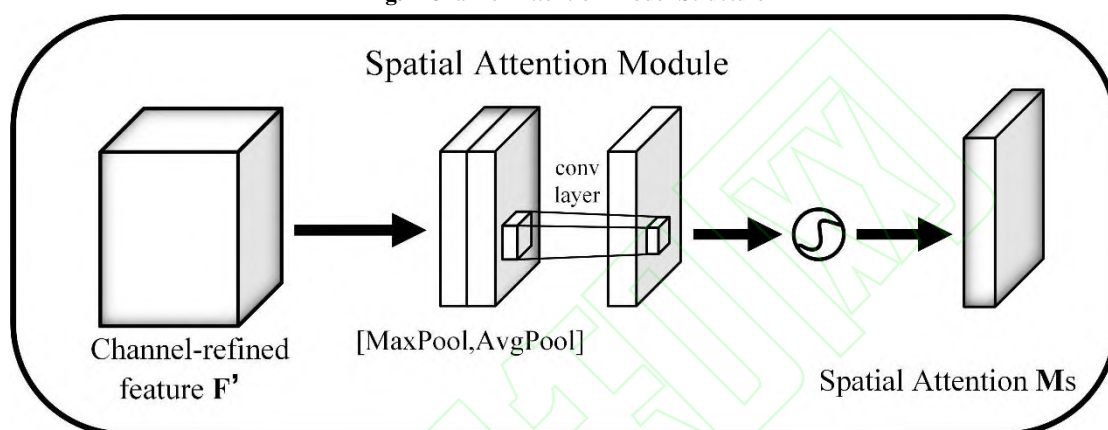 Spatial Attention Module
conv
layer
[MaxPool,AvgPool]
Channel-refined
feature F'
Spatial Attention Ms